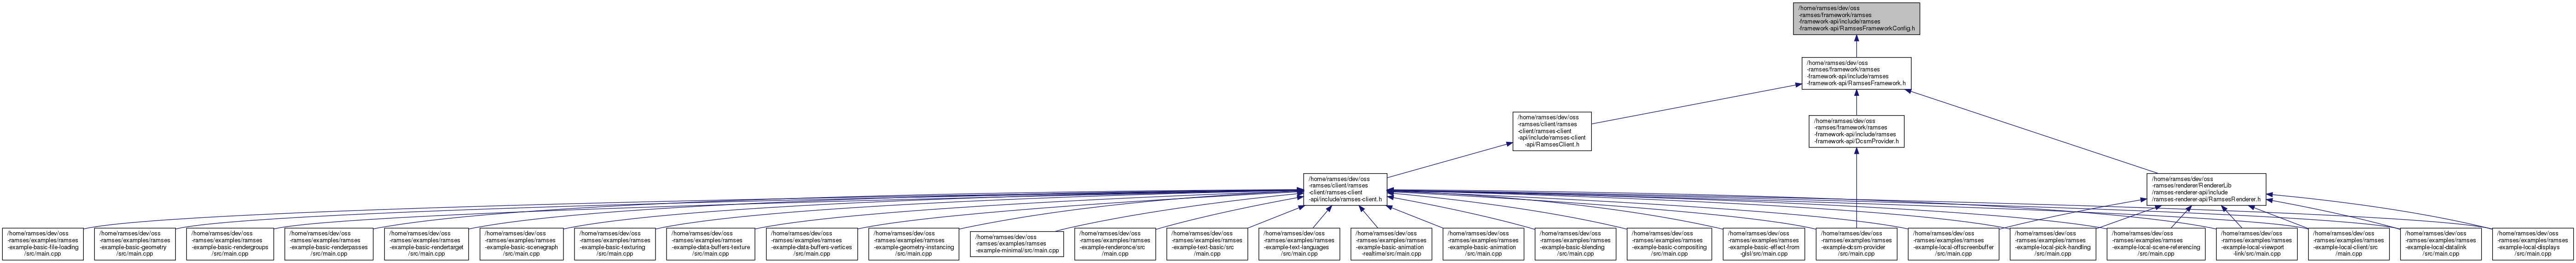 /home/ramses/dev/oss
-ramses/framework/ramses
-framework-api/include/ramses
-framework-api/RamsesFrameworkConfig.h
/home/ramses/dev/oss
-ramses/framework/ramses
-framework-api/include/ramses
-framework-api/RamsesFramework.h
/home/ramses/dev/oss
-ramses/client/ramses
-client/ramses-client
-api/include/ramses-client
-api/RamsesClient.h
/home/ramses/dev/oss
-ramses/framework/ramses
-framework-api/include/ramses
-framework-api/DcsmProvider.h
/home/ramses/dev/oss
-ramses/client/ramses
-client/ramses-client
-api/include/ramses-client.h
/home/ramses/dev/oss
-ramses/renderer/RendererLib
/ramses-renderer-api/include
/ramses-renderer-api/RamsesRenderer.h
/home/ramses/dev/oss
-ramses/examples/ramses
-example-basic-file-loading
/src/main.cpp
/home/ramses/dev/oss
-ramses/examples/ramses
-example-basic-geometry
/src/main.cpp
/home/ramses/dev/oss
-ramses/examples/ramses
-example-basic-rendergroups
/src/main.cpp
/home/ramses/dev/oss
-ramses/examples/ramses
-example-basic-renderpasses
/src/main.cpp
/home/ramses/dev/oss
-ramses/examples/ramses
-example-basic-rendertarget
/src/main.cpp
/home/ramses/dev/oss
-ramses/examples/ramses
-example-basic-scenegraph
/src/main.cpp
/home/ramses/dev/oss
-ramses/examples/ramses
-example-basic-texturing
/src/main.cpp
/home/ramses/dev/oss
-ramses/examples/ramses
-example-data-buffers-texture
/src/main.cpp
/home/ramses/dev/oss
-ramses/examples/ramses
-example-data-buffers-vertices
/src/main.cpp
/home/ramses/dev/oss
-ramses/examples/ramses
-example-geometry-instancing
/src/main.cpp
/home/ramses/dev/oss
-ramses/examples/ramses
-example-minimal/src/main.cpp
/home/ramses/dev/oss
-ramses/examples/ramses
-example-syncronoce/src
/main.cpp
/home/ramses/dev/oss
-ramses/examples/ramses
-example-text-basic/src
/main.cpp
/home/ramses/dev/oss
-ramses/examples/ramses
-example-text-languages
/src/main.cpp
/home/ramses/dev/oss
-ramses/examples/ramses
-example-basic-animation
-realtime/src/main.cpp
/home/ramses/dev/oss
-ramses/examples/ramses
-example-basic-animation
/src/main.cpp
/home/ramses/dev/oss
-ramses/examples/ramses
-example-basic-blending
/src/main.cpp
/home/ramses/dev/oss
-ramses/examples/ramses
-example-basic-compositing
/src/main.cpp
/home/ramses/dev/oss
-ramses/examples/ramses
-example-basic-effect-from
-glsl/src/main.cpp
/home/ramses/dev/oss
-ramses/examples/ramses
-example-dcsm-provider
/src/main.cpp
/home/ramses/dev/oss
-ramses/examples/ramses
-example-local-offscreenbuffer
/src/main.cpp
/home/ramses/dev/oss
-ramses/examples/ramses
-example-local-pick-handling
/src/main.cpp
/home/ramses/dev/oss
-ramses/examples/ramses
-example-local-scene-referencing
/src/main.cpp
/home/ramses/dev/oss
-ramses/examples/ramses
-example-local-viewport
-link/src/main.cpp
/home/ramses/dev/oss
-ramses/examples/ramses
-example-local-client/src
/main.cpp
/home/ramses/dev/oss
-ramses/examples/ramses
-example-local-datalink
/src/main.cpp
/home/ramses/dev/oss
-ramses/examples/ramses
-example-local-displays
/src/main.cpp